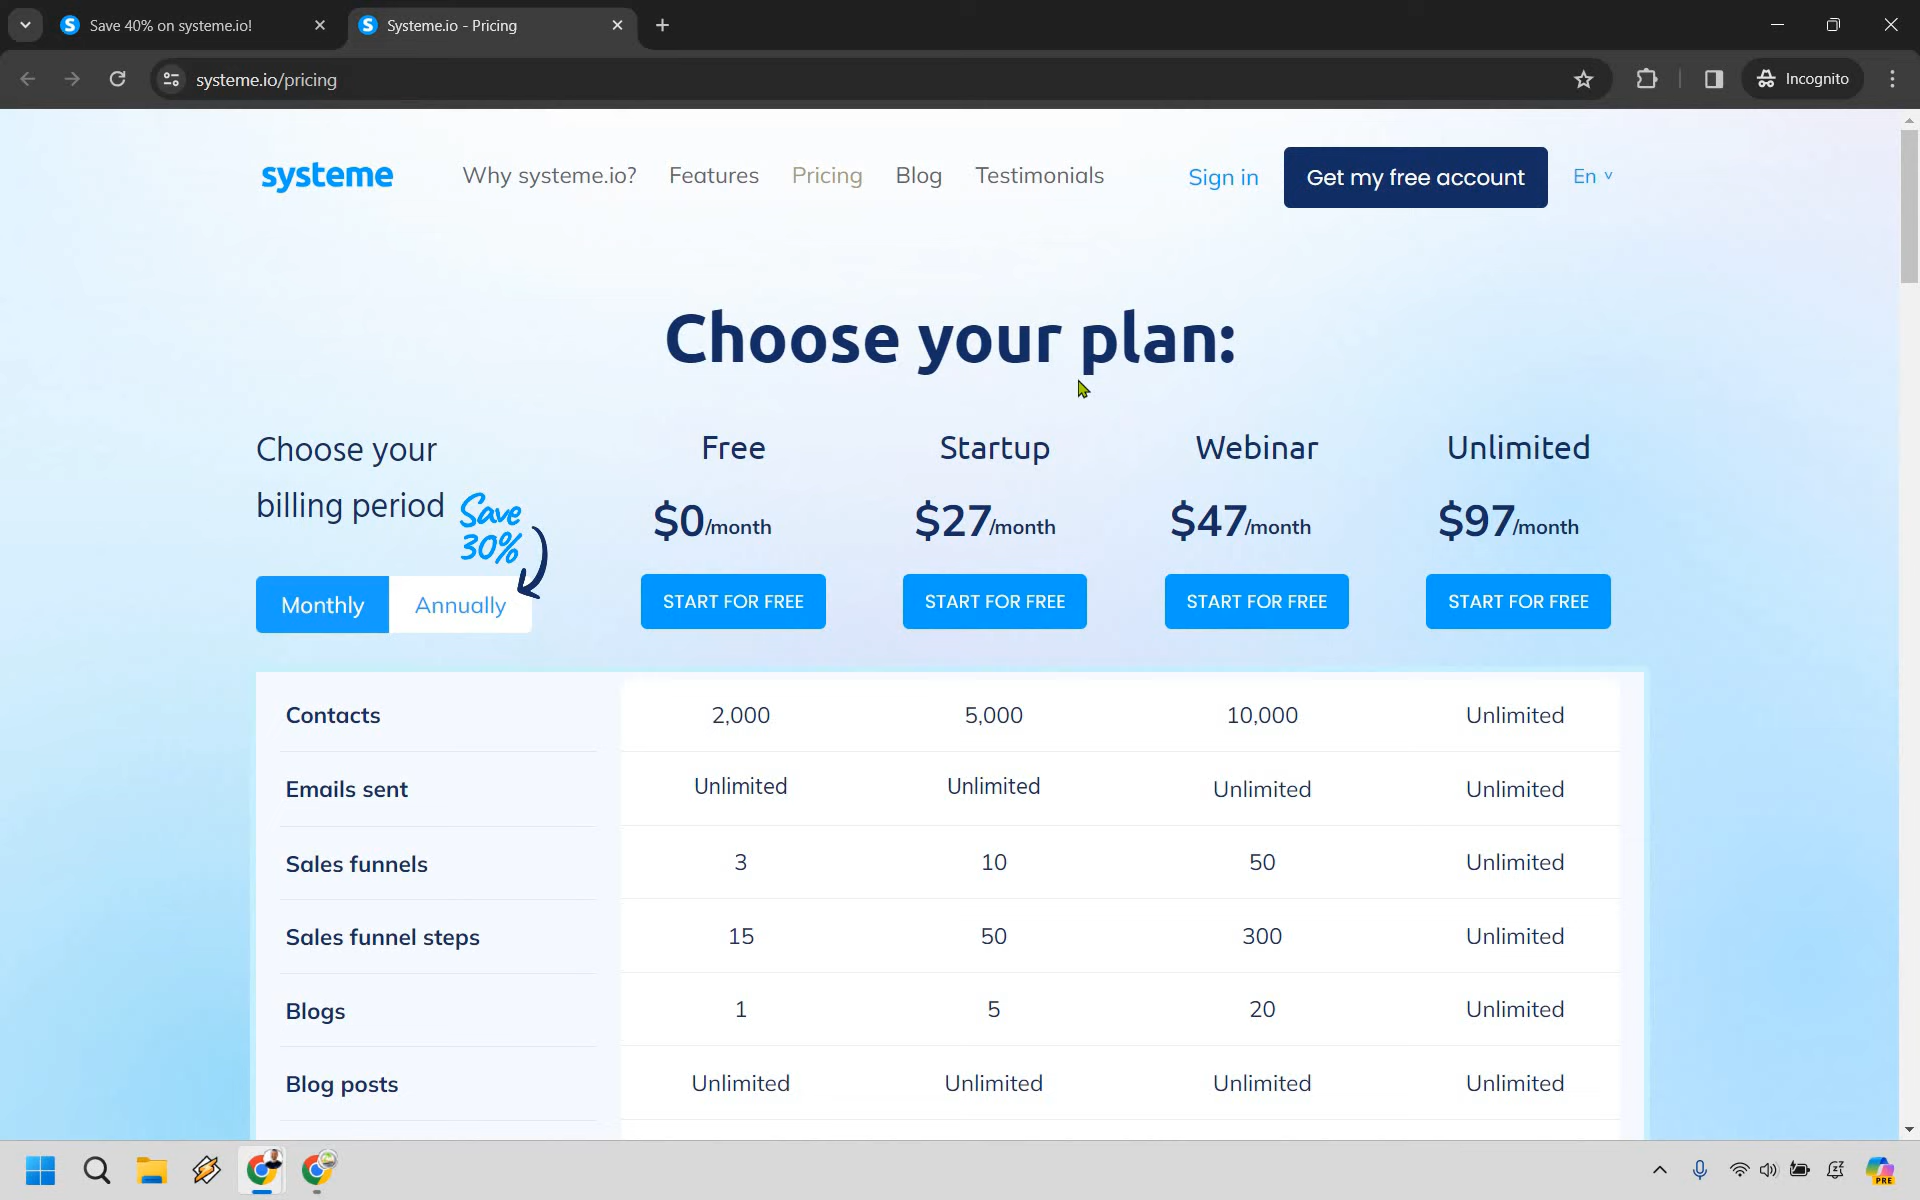 Save 40% on systeme.io!
Systeme.io - Pricing
systeme.io/pricing
Incognito
systeme
Why systeme.io? Features Pricing Blog Testimonials Sign in Get my free account En
Choose your plan:
Choose your
billing period
Save
30%
Monthly Annually
Free Startup Webinar Unlimited
$0/month $27/month $47/month $97/month
START FOR FREE START FOR FREE START FOR FREE START FOR FREE
Contacts 2,000 5,000 10,000 Unlimited
Emails sent Unlimited Unlimited Unlimited Unlimited
Sales funnels 3 10 50 Unlimited
Sales funnel steps 15 50 300 Unlimited
Blogs 1 5 20 Unlimited
Blog posts Unlimited Unlimited Unlimited Unlimited
PRE